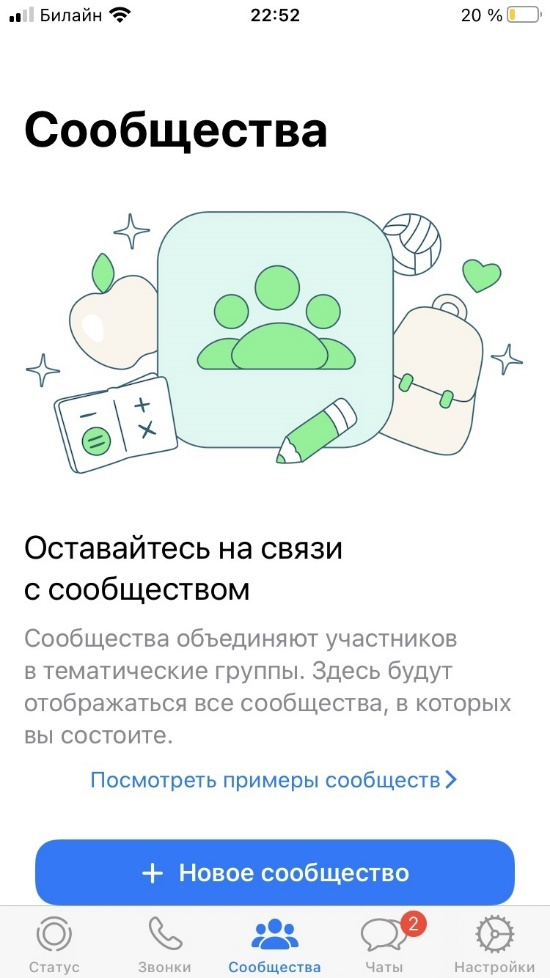 Билайн 22:52 20 %
Сообщества
Оставайтесь на связи
с сообществом
Сообщества объединяют участников
в тематические группы. Здесь будут
отображаться все сообщества, в которых
вы состоите.
Посмотреть примеры сообществ
+ Новое сообщество
2
Статус Звонки Сообщества Чаты Настройки